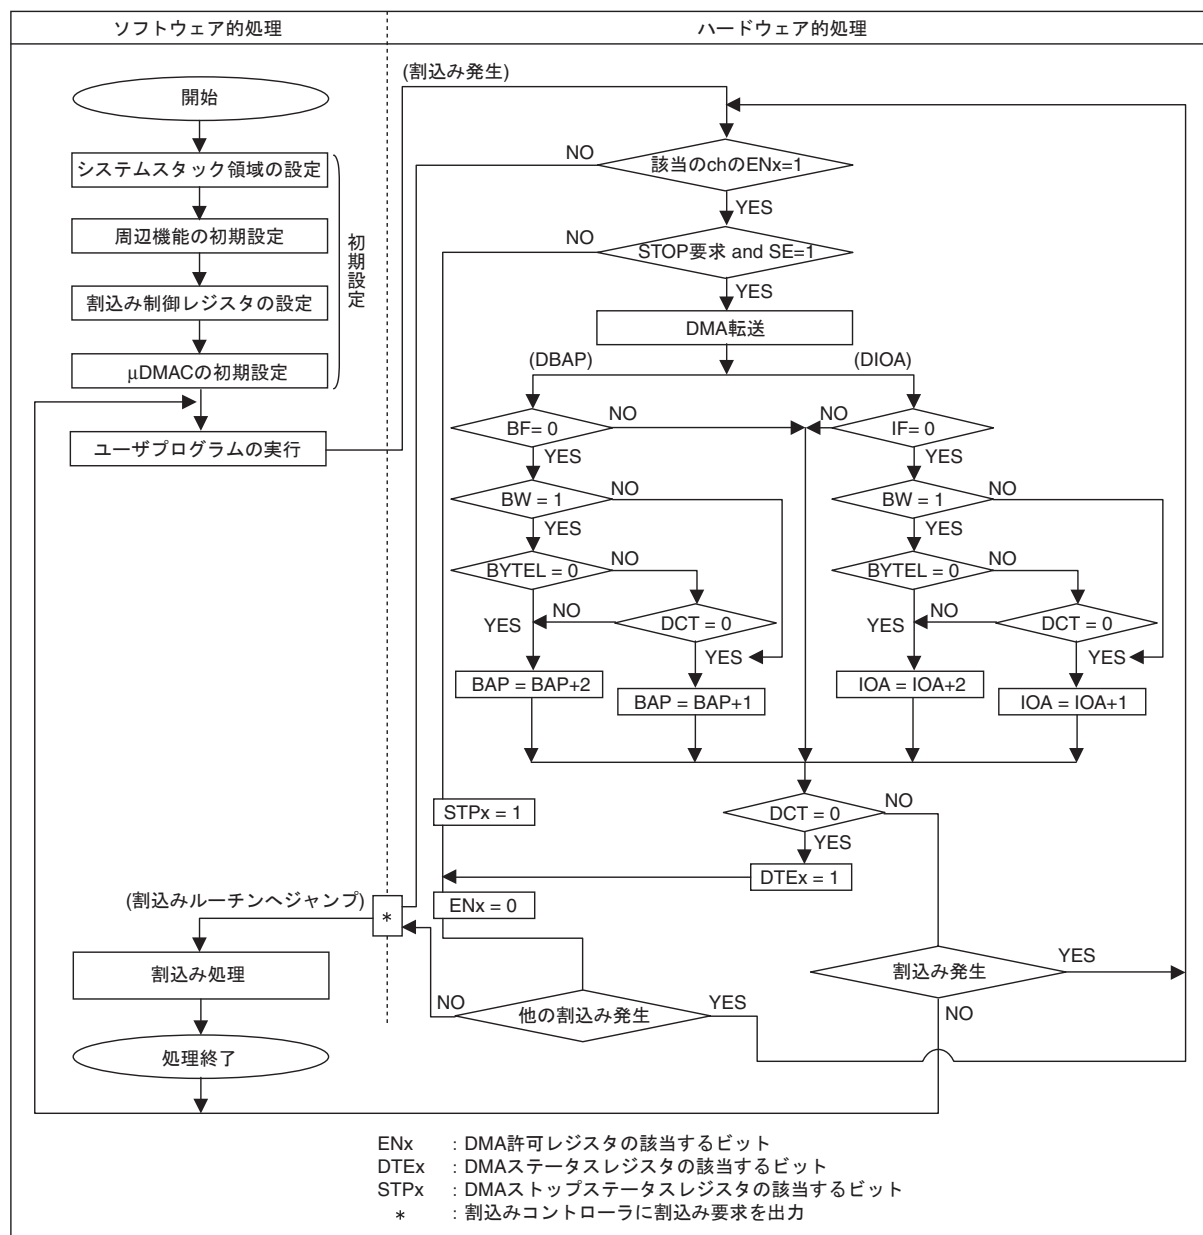 ソフトウェア的処理
ハードウェア的処理
(割込み発生)
開始
システムスタック領域の設定
周辺機能の初期設定
割込み制御レジスタの設定
μDMACの初期設定
初期設定
ユーザプログラムの実行
該当のchのENx=1
NO
YES
STOP要求 and SE=1
NO
YES
DMA転送
(DBAP)
(DIOA)
BF= 0
NO
YES
BW = 1
NO
YES
BYTEL = 0
NO
YES
DCT = 0
NO
YES
BAP = BAP+2
BAP = BAP+1
IF= 0
NO
YES
BW = 1
NO
YES
BYTEL = 0
NO
YES
DCT = 0
NO
YES
IOA = IOA+2
IOA = IOA+1
STPx = 1
DCT = 0
NO
YES
DTEx = 1
ENx = 0
(割込みルーチンへジャンプ)
*
割込み処理
処理終了
割込み発生
YES
NO
他の割込み発生
NO
YES
ENx : DMA許可レジスタの該当するビット
DTEx : DMAステータスレジスタの該当するビット
STPx : DMAストップステータスレジスタの該当するビット
* : 割込みコントローラに割込み要求を出力